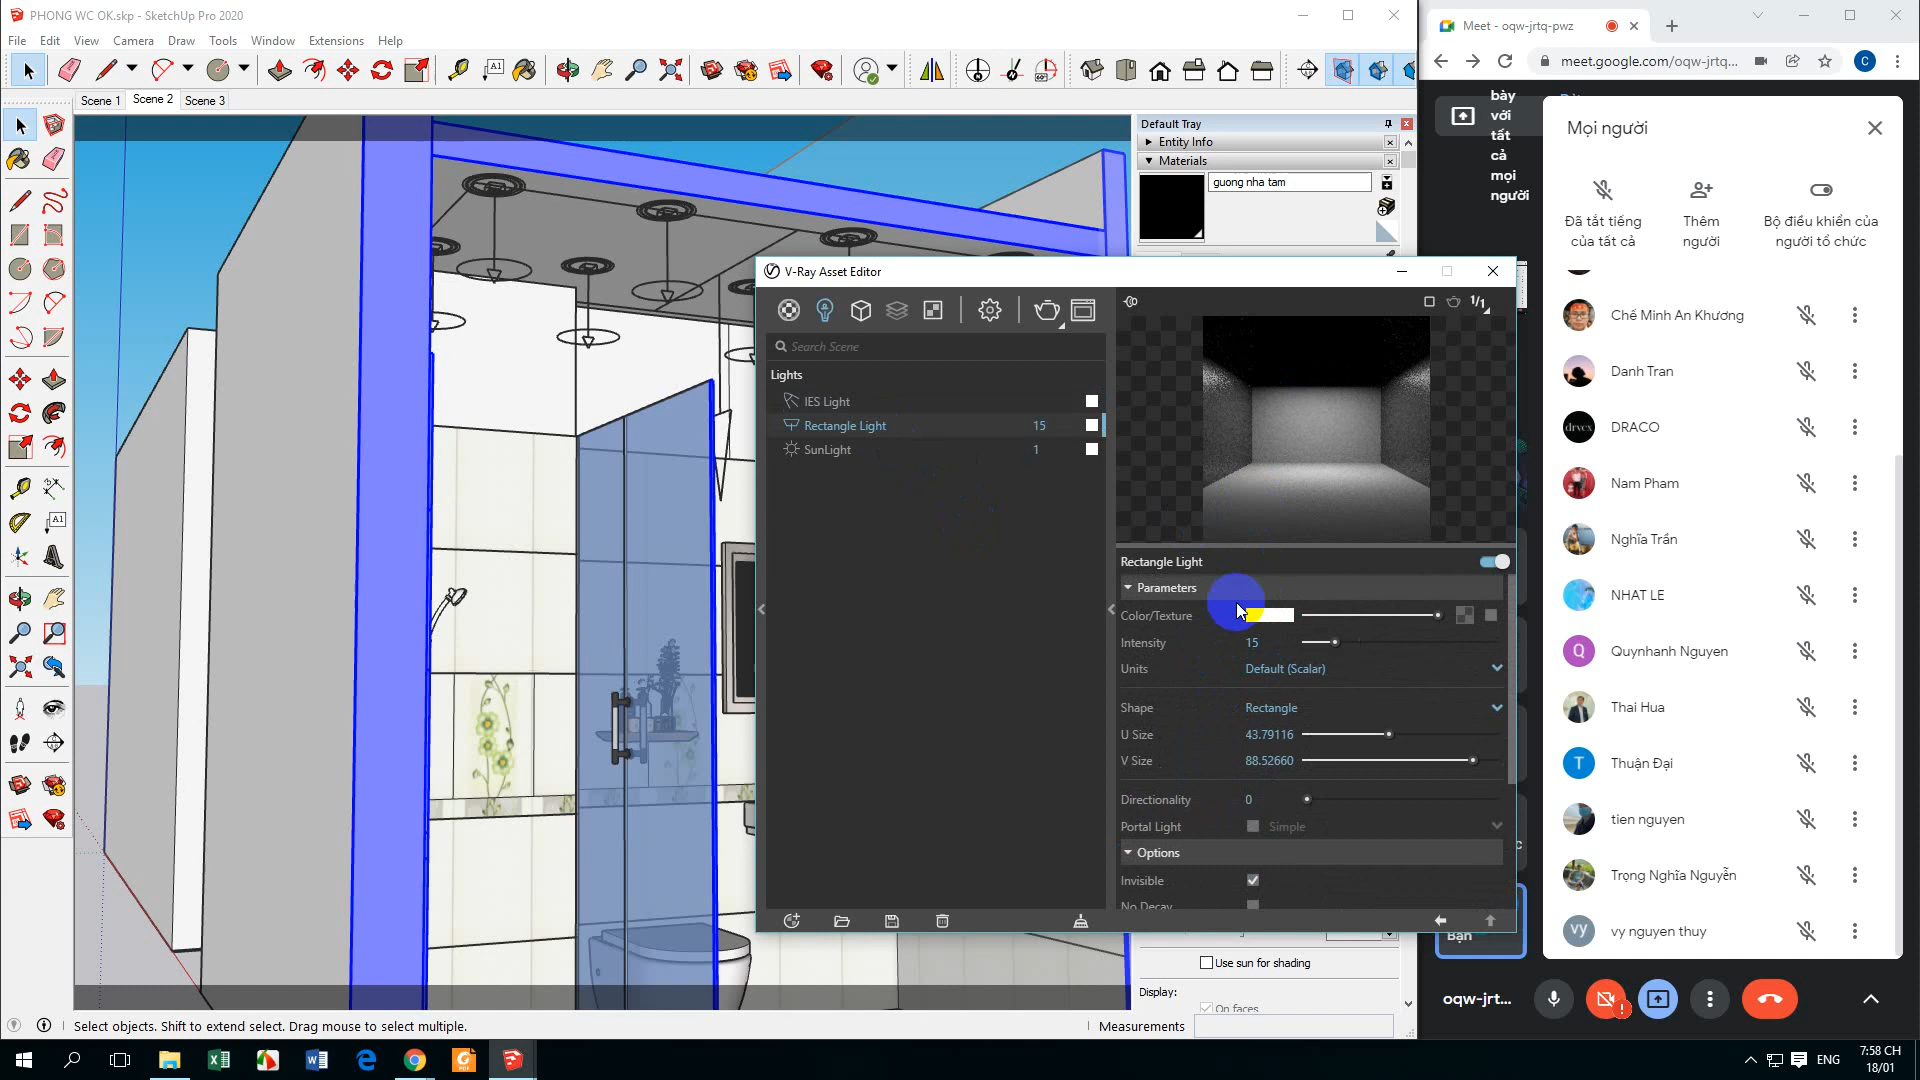 PHONG WC OK.skp - SketchUp Pro 2020
File Edit View Camera Draw Tools Window Extensions Help
Scene 1 Scene 2 Scene 3
Default Tray
Entity Info
Materials
guong nha tam
V-Ray Asset Editor
Search Scene
Lights
IES Light
Rectangle Light 15
SunLight 1
1/1
Rectangle Light
Parameters
Color/Texture
Intensity 15
Units Default (Scalar)
Shape Rectangle
U Size 43.79116
V Size 88.52660
Directionality 0
Portal Light Simple
Options
Invisible
No Decay
Use sun for shading
Display:
On faces
Select objects. Shift to extend select. Drag mouse to select multiple.
Measurements
Meet - oqw-jrtq-pwz
meet.google.com/oqw-jrtq...
C
bày
với
tất
cả
mọi
người
Mọi người
Đã tắt tiếng
của tất cả
Thêm
người
Bộ điều khiển của
người tổ chức
Chế Minh An Khương
Danh Tran
DRACO
Nam Pham
Nghĩa Trần
NHAT LE
Q Quynhanh Nguyen
Thai Hua
T Thuận Đại
tien nguyen
Trọng Nghĩa Nguyễn
vy vy nguyen thuy
Bạn
oqw-jrt...
ENG
7:58 CH
18/01